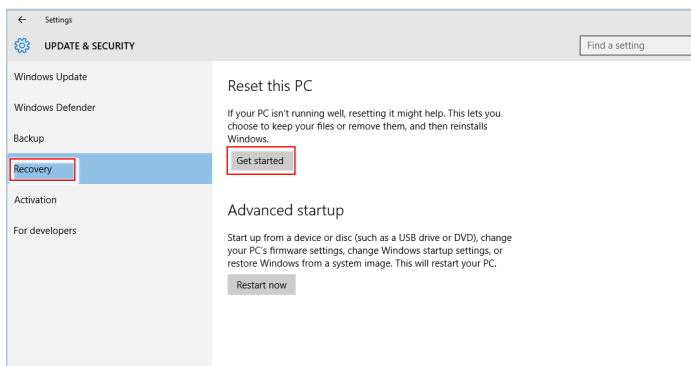 Settings
UPDATE & SECURITY
Find a setting
Windows Update
Windows Defender
Backup
Recovery
Activation
For developers
Reset this PC
If your PC isn't running well, resetting it might help. This lets you
choose to keep your files or remove them, and then reinstalls
Windows.
Get started
Advanced startup
Start up from a device or disc (such as a USB drive or DVD), change
your PC's firmware settings, change Windows startup settings, or
restore Windows from a system image. This will restart your PC.
Restart now